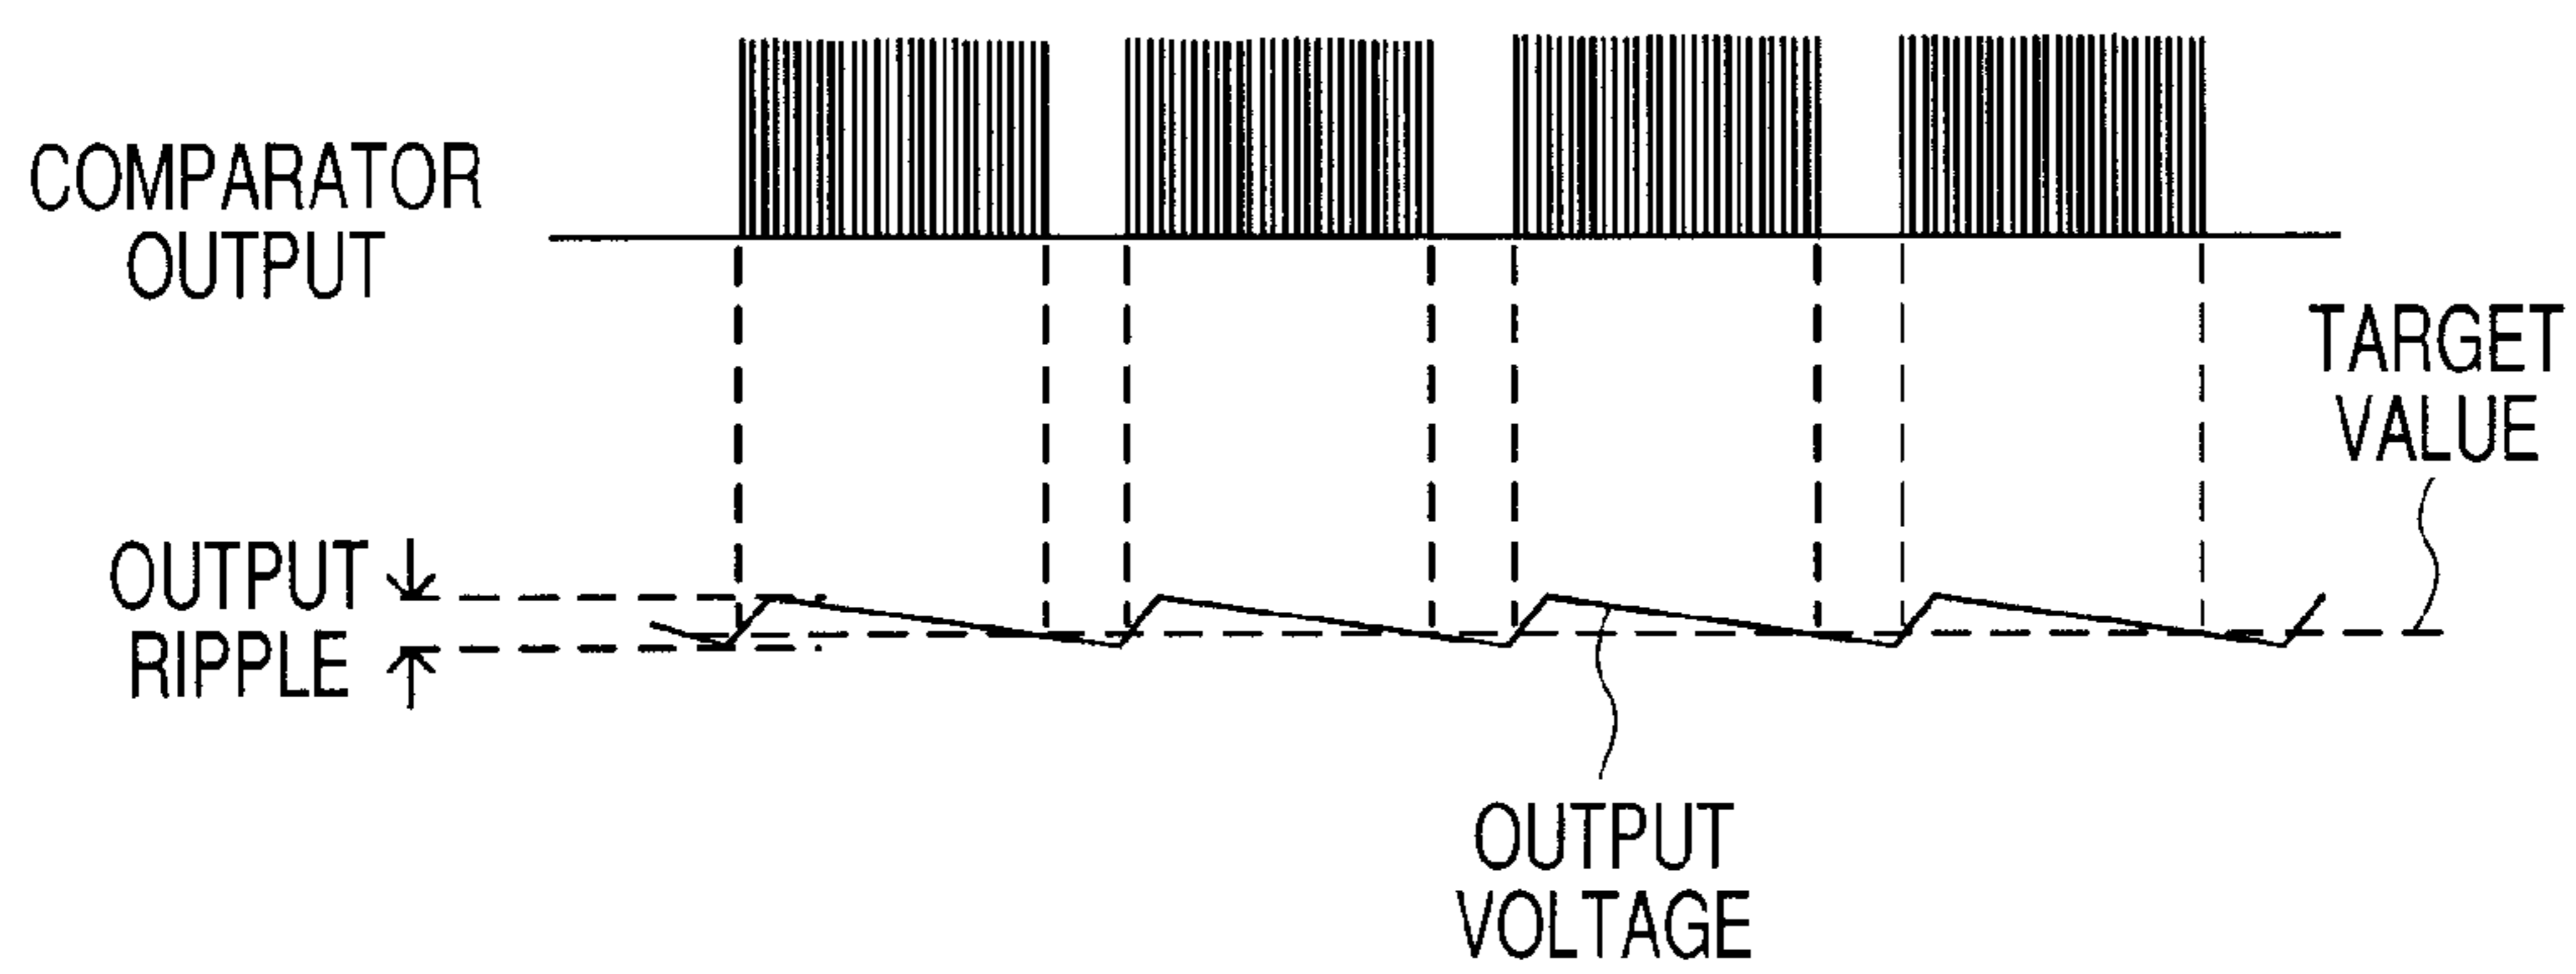 COMPARATOR
OUTPUT
TARGET
VALUE
OUTPUT
RIPPLE
OUTPUT
VOLTAGE